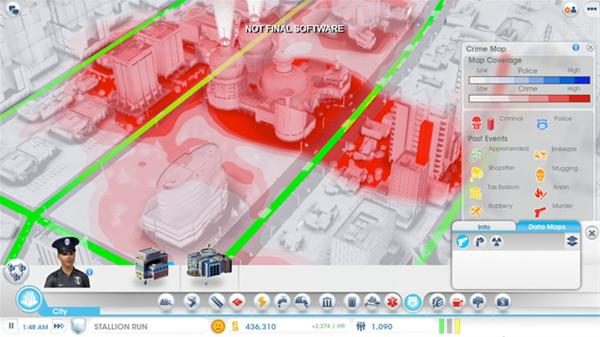 NOT FINAL SOFTWARE
Crime Map
Map Coverage
Low Police High
Low Crime High
Criminal Police
Past Events
Apprehended Embezzle
Shoplifter Mugging
Tax Evasion Arson
Robbery Murder
Info Data Maps
City
1:48 AM STALLION RUN 436,310 +2,274 / HR 1,090